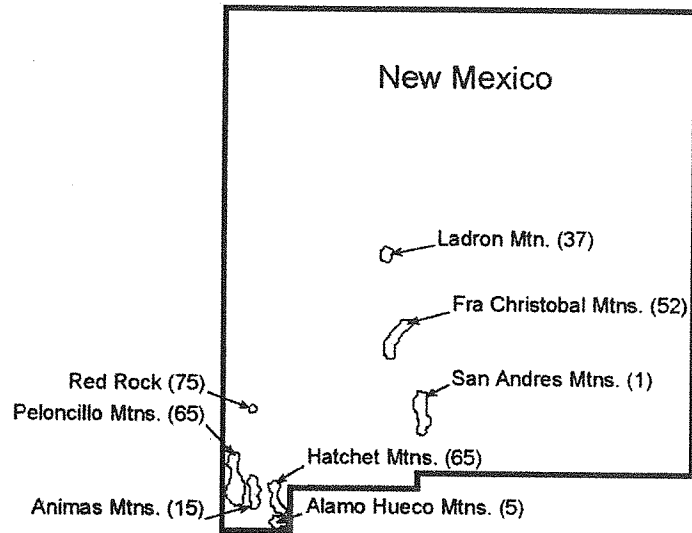 New Mexico
Ladron Mtn. (37)
Fra Christobal Mtns. (52)
San Andres Mtns. (1)
Red Rock (75)
Peloncillo Mtns. (65)
Hatchet Mtns. (65)
Animas Mtns. (15)
Alamo Hueco Mtns. (5)